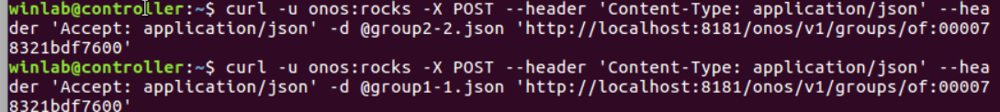 winlab@controller:~$ curl -u onos:rocks -X POST --header 'Content-Type: application/json' --hea
der 'Accept: application/json' -d @group2-2.json 'http://localhost:8181/onos/v1/groups/of:00007
8321bdf7600'
winlab@controller:~$ curl -u onos:rocks -X POST --header 'Content-Type: application/json' --hea
der 'Accept: application/json' -d @group1-1.json 'http://localhost:8181/onos/v1/groups/of:00007
8321bdf7600'